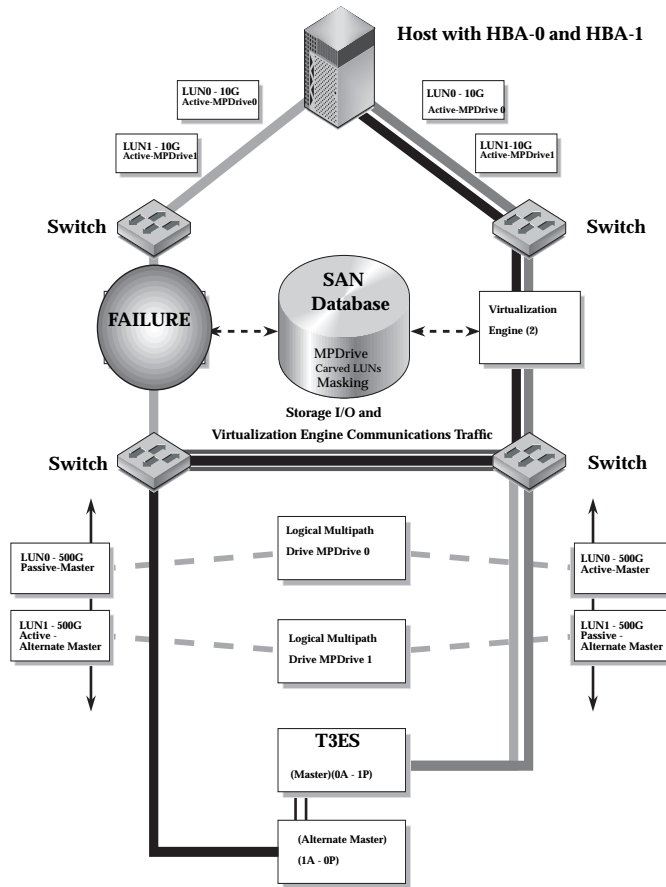 Host with HBA-0 and HBA-1
LUN0 - 10G
Active-MPDrive0
LUN0 - 10G
Active-MPDrive 0
LUN1 - 10G
Active-MPDrive1
LUN1-10G
Active-MPDrive1
Switch
Switch
FAILURE
SAN
Database
MPDrive
Carved LUNs
Masking
Virtualization
Engine (2)
Storage I/O and
Virtualization Engine Communications Traffic
Switch
Switch
LUN0 - 500G
Passive-Master
Logical Multipath
Drive MPDrive 0
LUN0 - 500G
Active-Master
LUN1 - 500G
Active -
Alternate Master
Logical Multipath
Drive MPDrive 1
LUN1 - 500G
Passive -
Alternate Master
T3ES
(Master)(0A - 1P)
(Alternate Master)
(1A - 0P)